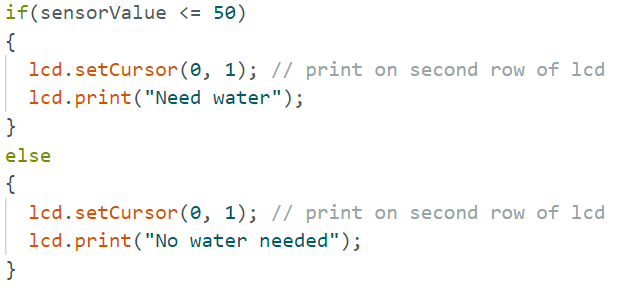 if(sensorValue <= 50)
{
lcd.setCursor(0, 1); // print on second row of lcd
lcd.print("Need water");
}
else
{
lcd.setCursor(0, 1); // print on second row of lcd
lcd.print("No water needed");
}